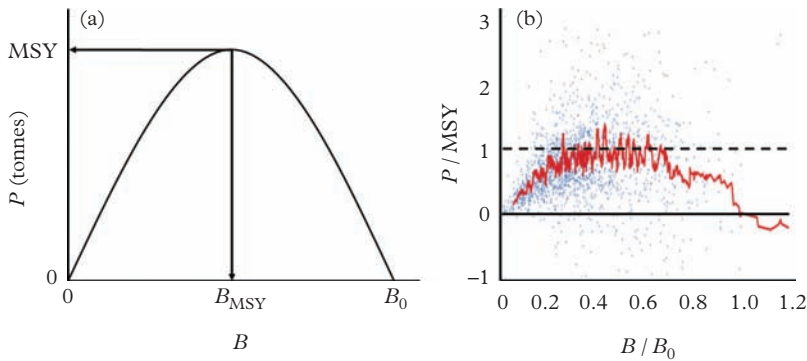 (a)
MSY
P (tonnes)
0
0
B_MSY
B_0
B
(b)
3
2
1
0
−1
P / MSY
0 0.2 0.4 0.6 0.8 1.0 1.2
B / B_0